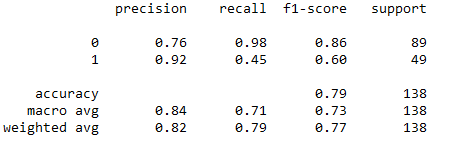 precision recall f1-score support
0 0.76 0.98 0.86 89
1 0.92 0.45 0.60 49
accuracy 0.79 138
macro avg 0.84 0.71 0.73 138
weighted avg 0.82 0.79 0.77 138